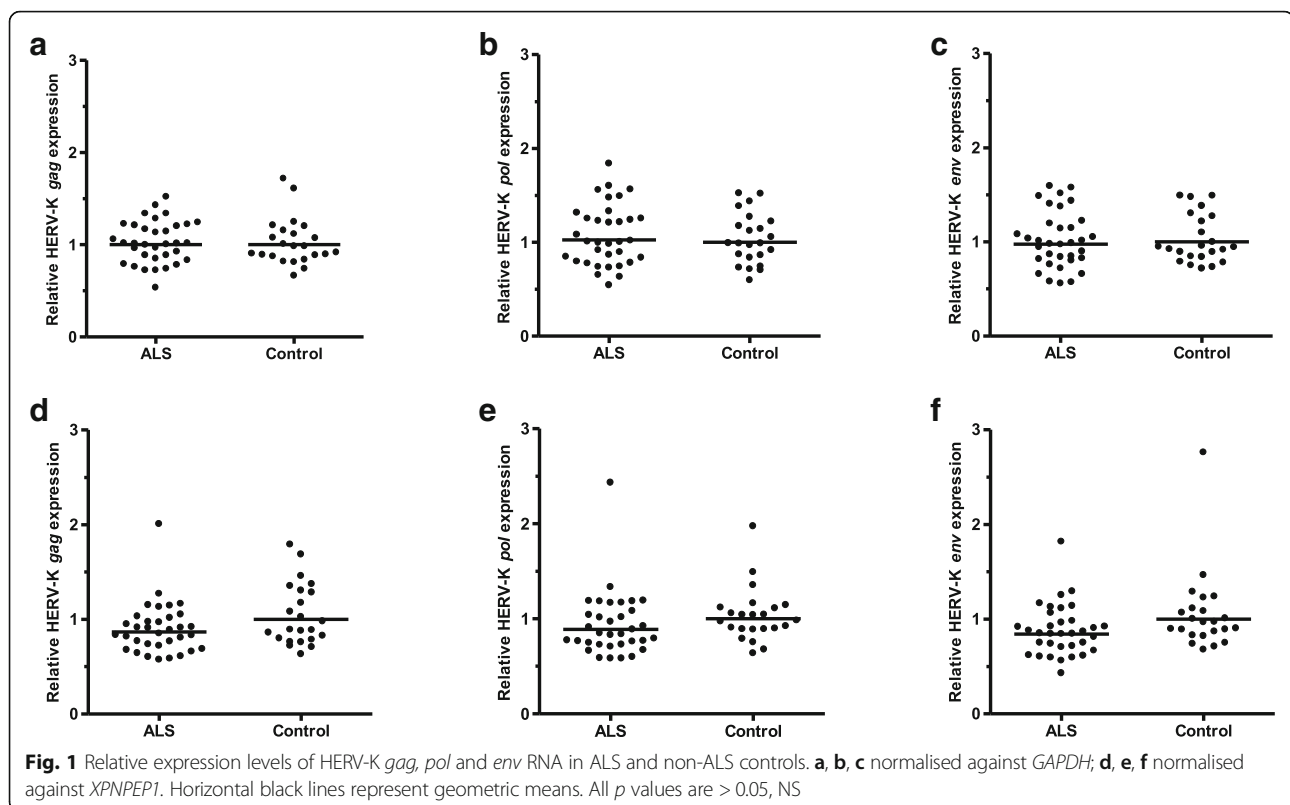 a
b
c
3
2
1
0
Relative HERV-K gag expression
ALS
Control
3
2
1
0
Relative HERV-K pol expression
ALS
Control
3
2
1
0
Relative HERV-K env expression
ALS
Control
d
e
f
3
2
1
0
Relative HERV-K gag expression
ALS
Control
3
2
1
0
Relative HERV-K pol expression
ALS
Control
3
2
1
0
Relative HERV-K env expression
ALS
Control
Fig. 1 Relative expression levels of HERV-K gag, pol and env RNA in ALS and non-ALS controls. a, b, c normalised against GAPDH; d, e, f normalised
against XPNPEP1. Horizontal black lines represent geometric means. All p values are > 0.05, NS